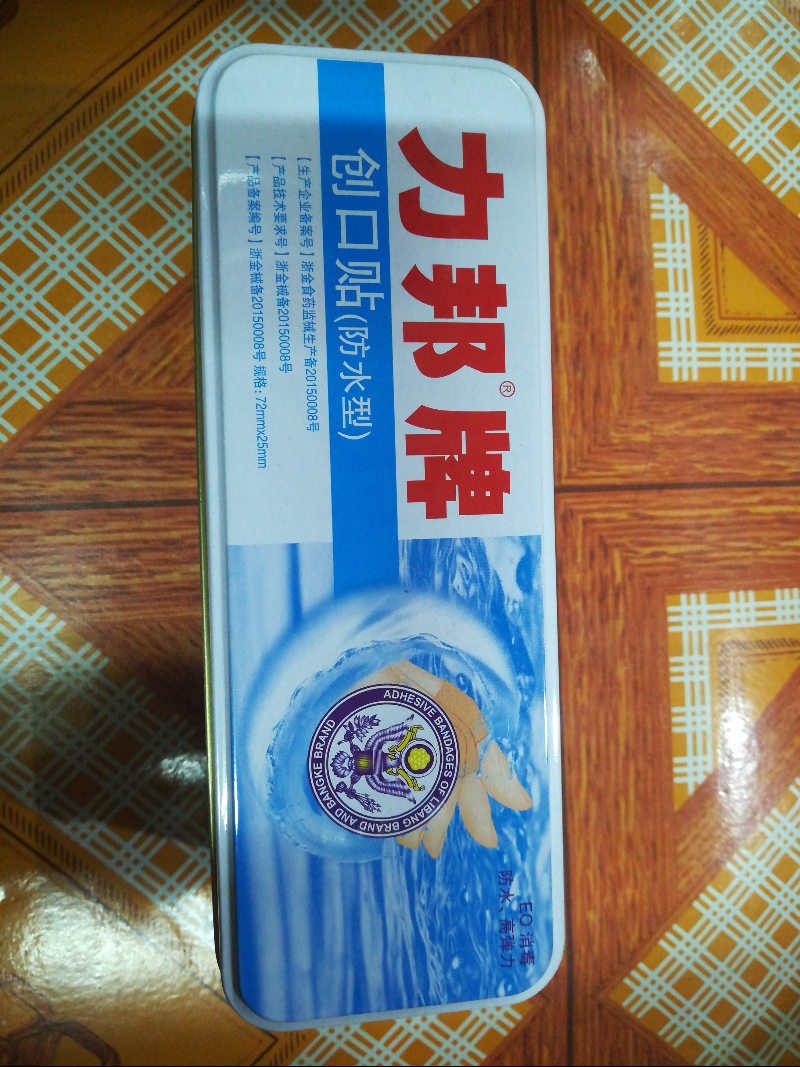 力邦牌®
创口贴(防水型)
【生产企业备案号】浙金食药监械生产备20150008号
【产品技术要求号】浙金械备20150008号
【产品备案编号】浙金械备20150008号 规格：72mmx25mm
ADHESIVE BANDAGES OF LIBANG BRAND AND BANGKE BRAND
EO 消毒
防水、高弹力